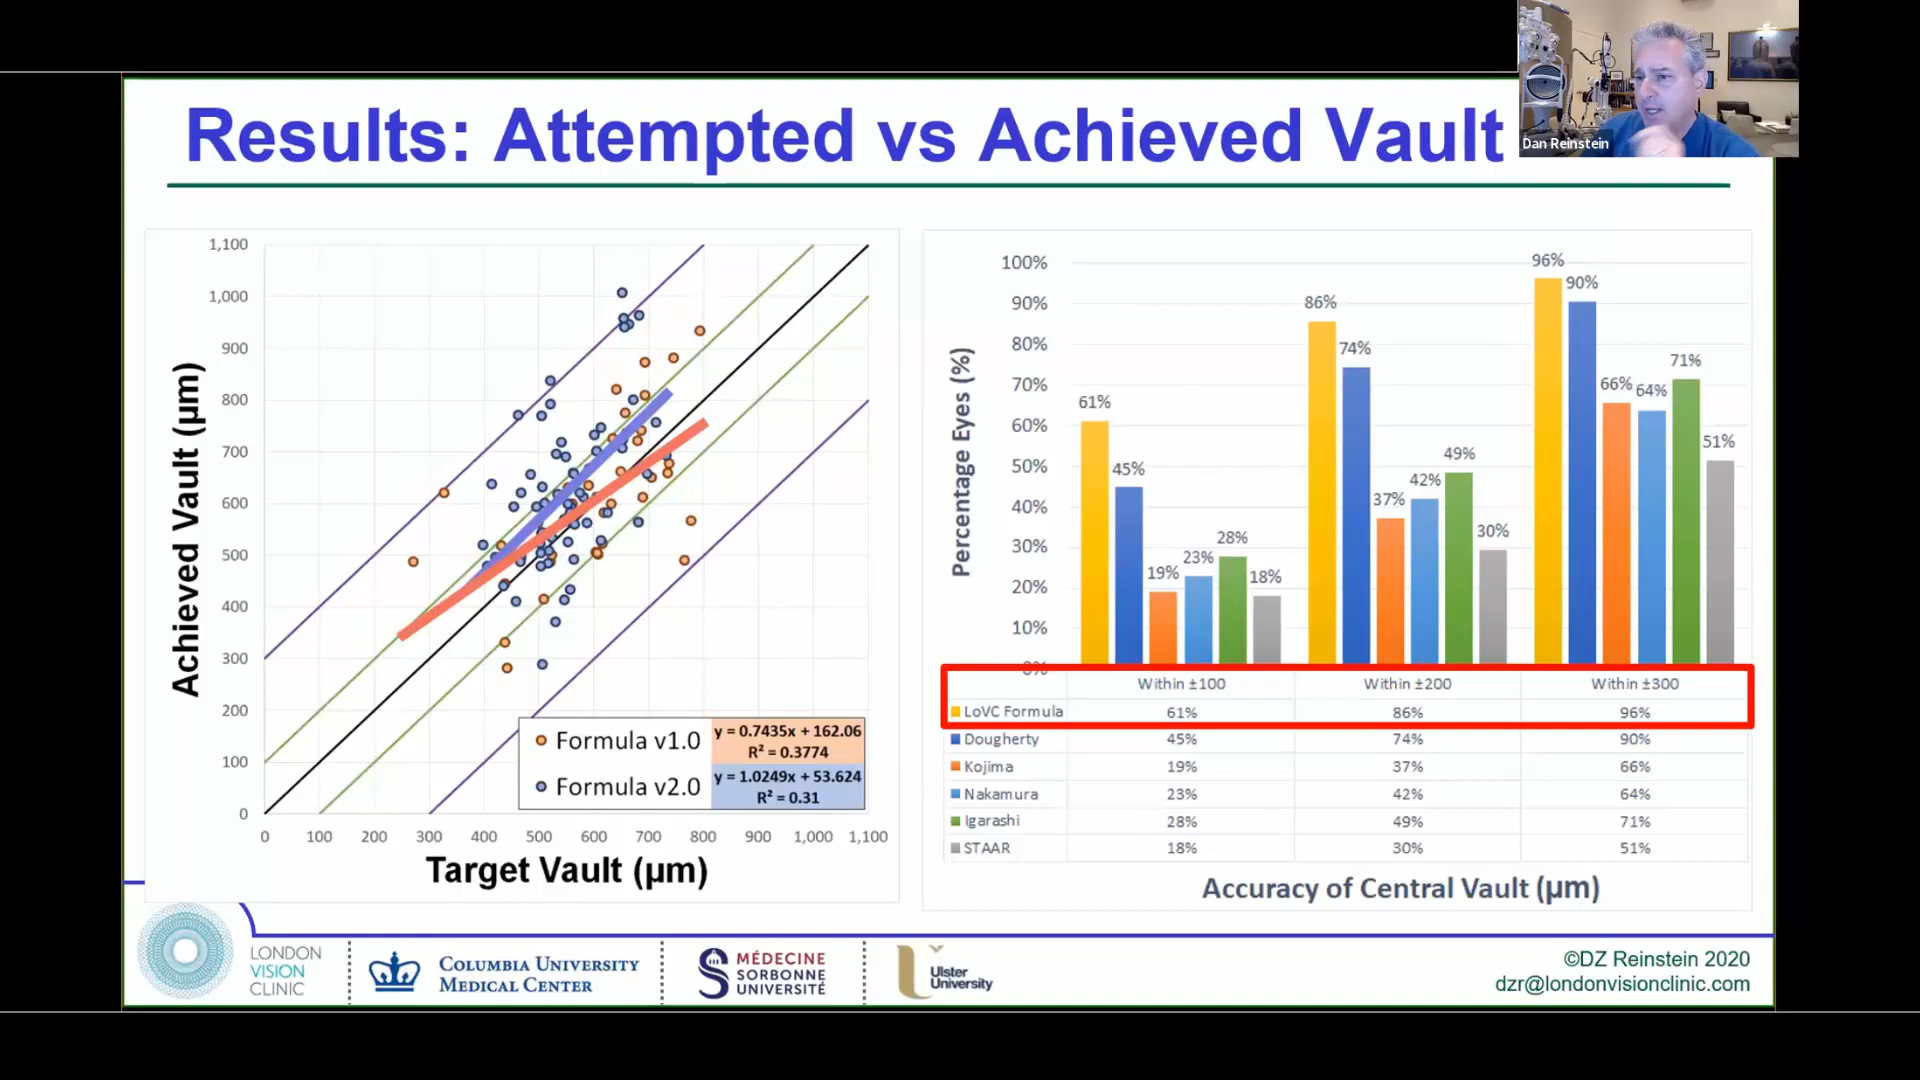 Results: Attempted vs Achieved Vault
Dan Reinstein
1,100
1,000
900
800
700
600
500
400
300
200
100
0
Achieved Vault (µm)
0 100 200 300 400 500 600 700 800 900 1,000 1,100
Target Vault (µm)
Formula v1.0
y = 0.7435x + 162.06
R² = 0.3774
Formula v2.0
y = 1.0249x + 53.624
R² = 0.31
100%
90%
80%
70%
60%
50%
40%
30%
20%
10%
0%
Percentage Eyes (%)
61% 45% 19% 23% 28% 18%
86% 74% 37% 42% 49% 30%
96% 90% 66% 64% 71% 51%
Within ±100 Within ±200 Within ±300
LoVC Formula 61% 86% 96%
Dougherty 45% 74% 90%
Kojima 19% 37% 66%
Nakamura 23% 42% 64%
Igarashi 28% 49% 71%
STAAR 18% 30% 51%
Accuracy of Central Vault (µm)
LONDON
VISION
CLINIC
COLUMBIA UNIVERSITY
MEDICAL CENTER
MÉDECINE
SORBONNE
UNIVERSITÉ
Ulster
University
©DZ Reinstein 2020
dzr@londonvisionclinic.com